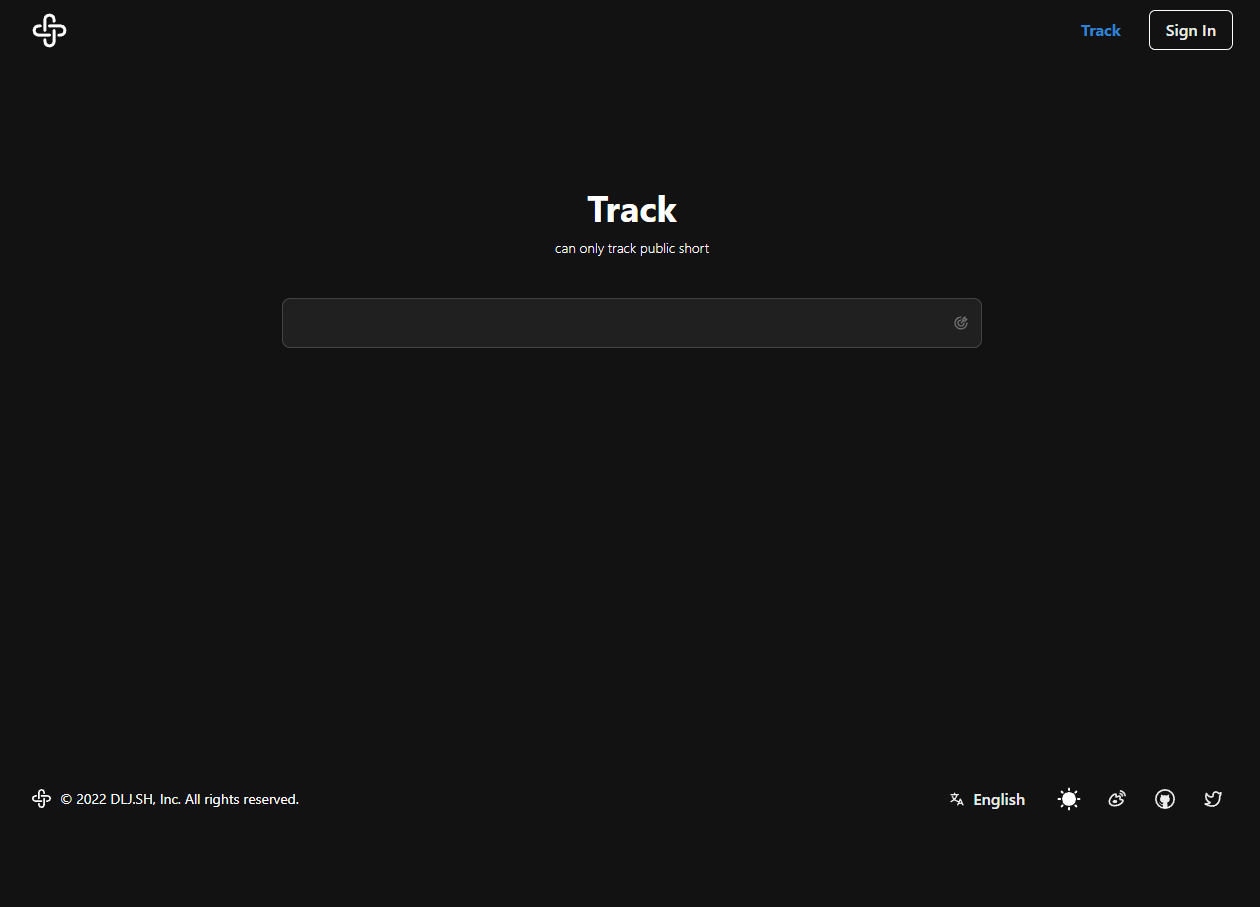 Track
Sign In
Track
can only track public short
© 2022 DLJ.SH, Inc. All rights reserved.
English